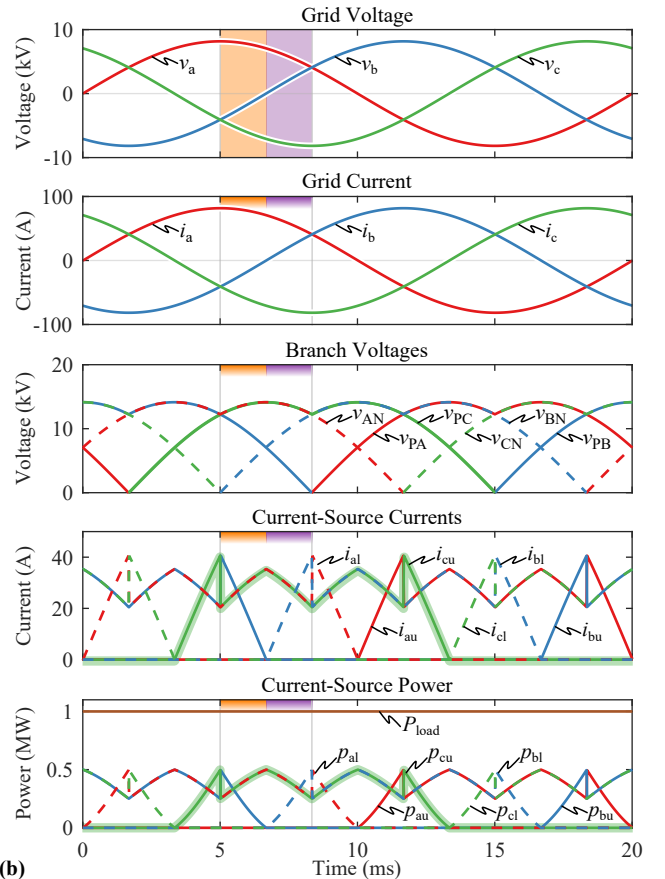 Grid Voltage
10
0
-10
Voltage (kV)
va
vb
vc
Grid Current
100
0
-100
Current (A)
ia
ib
ic
Branch Voltages
20
10
0
Voltage (kV)
vAN
vPA
vPC
vCN
vBN
vPB
Current-Source Currents
40
20
0
Current (A)
ial
icu
ibl
iau
icl
ibu
Current-Source Power
1
0.5
0
Power (MW)
Pload
pal
pcu
pbl
pau
pcl
pbu
0 5 10 15 20
Time (ms)
(b)